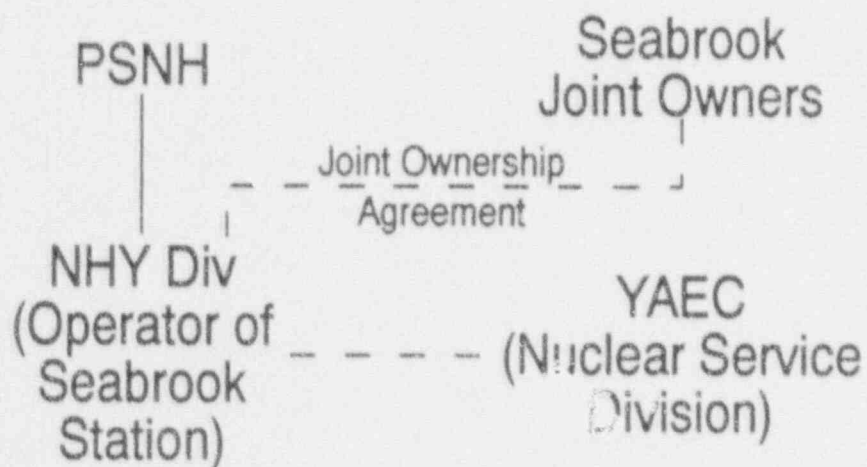 PSNH
Seabrook
Joint Owners
Joint Ownership
Agreement
NHY Div
(Operator of
Seabrook
Station)
YAEC
(Nuclear Service
Division)